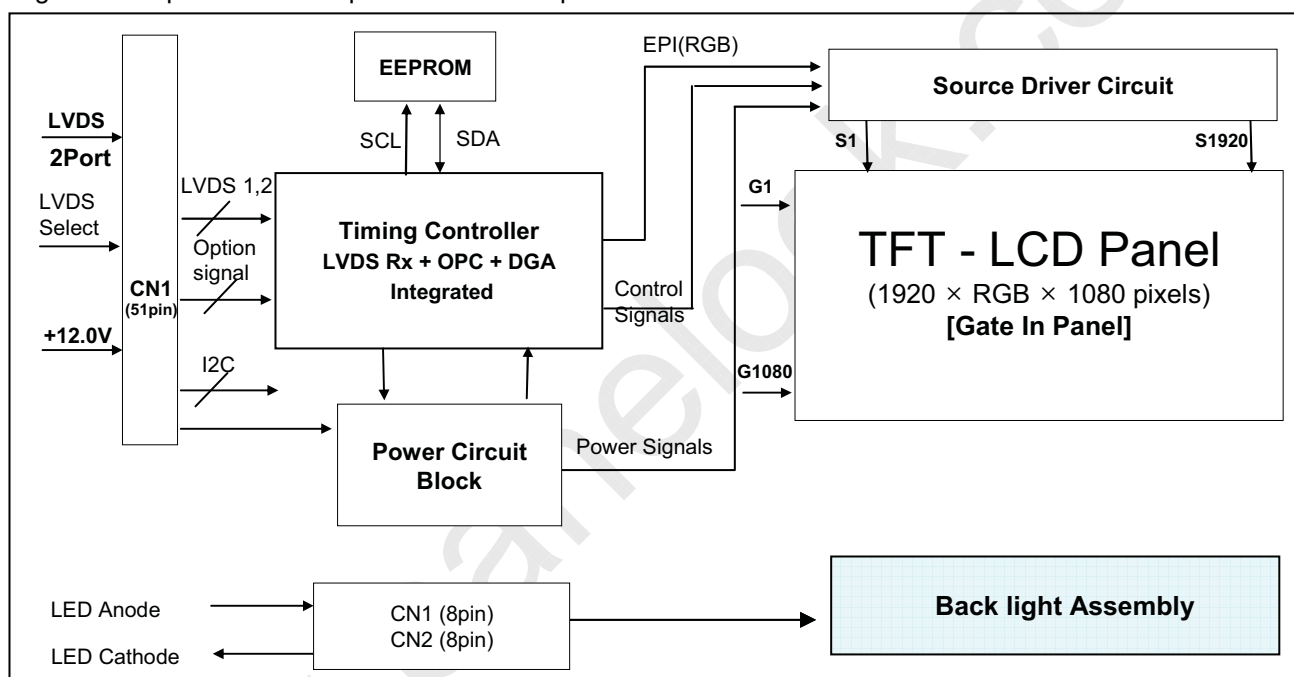 EEPROM
EPI(RGB)
Source Driver Circuit
LVDS
2Port
SCL
SDA
S1
S1920
LVDS
Select
LVDS 1,2
Option
signal
Timing Controller
LVDS Rx + OPC + DGA
Integrated
G1
TFT - LCD Panel
(1920 × RGB × 1080 pixels)
[Gate In Panel]
CN1
(51pin)
Control
Signals
+12.0V
I2C
G1080
Power Circuit
Block
Power Signals
LED Anode
LED Cathode
CN1 (8pin)
CN2 (8pin)
Back light Assembly